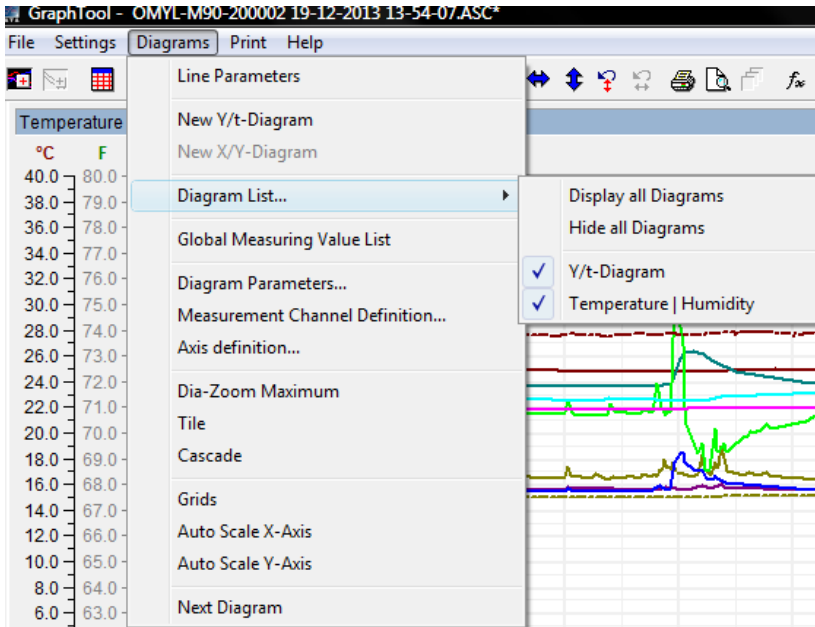 GraphTool - OMYL-M90-200002 19-12-2013 13-54-07.ASC*
File Settings Diagrams Print Help
fx
Temperature
°C F
Line Parameters
New Y/t-Diagram
New X/Y-Diagram
Diagram List...
Global Measuring Value List
Diagram Parameters...
Measurement Channel Definition...
Axis definition...
Dia-Zoom Maximum
Tile
Cascade
Grids
Auto Scale X-Axis
Auto Scale Y-Axis
Next Diagram
Display all Diagrams
Hide all Diagrams
Y/t-Diagram
Temperature | Humidity
40.0 80.0
38.0 79.0
36.0 78.0
34.0 77.0
32.0 76.0
30.0 75.0
28.0 74.0
26.0 73.0
24.0 72.0
22.0 71.0
20.0 70.0
18.0 69.0
16.0 68.0
14.0 67.0
12.0 66.0
10.0 65.0
8.0 64.0
6.0 63.0